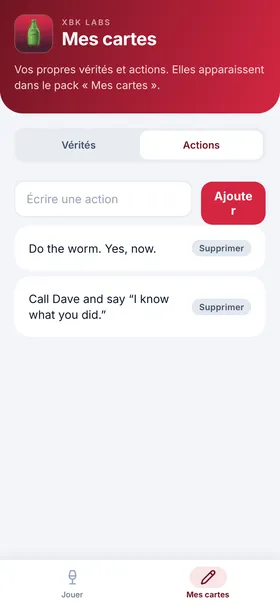 XBK LABS
Mes cartes
Vos propres vérités et actions. Elles apparaissent
dans le pack « Mes cartes ».
Vérités
Actions
Écrire une action
Ajoute
r
Do the worm. Yes, now.
Supprimer
Call Dave and say “I know
what you did.”
Supprimer
Jouer
Mes cartes